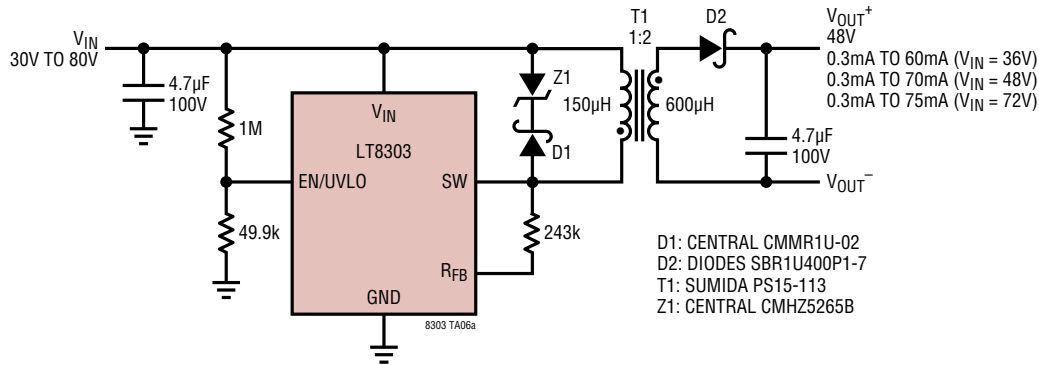 VIN
30V TO 80V
4.7µF
100V
1M
49.9k
VIN
LT8303
EN/UVLO
SW
RFB
GND
8303 TA06a
Z1
D1
243k
T1
1:2
150µH
600µH
D2
4.7µF
100V
VOUT+
48V
0.3mA TO 60mA (VIN = 36V)
0.3mA TO 70mA (VIN = 48V)
0.3mA TO 75mA (VIN = 72V)
VOUT–
D1: CENTRAL CMMR1U-02
D2: DIODES SBR1U400P1-7
T1: SUMIDA PS15-113
Z1: CENTRAL CMHZ5265B